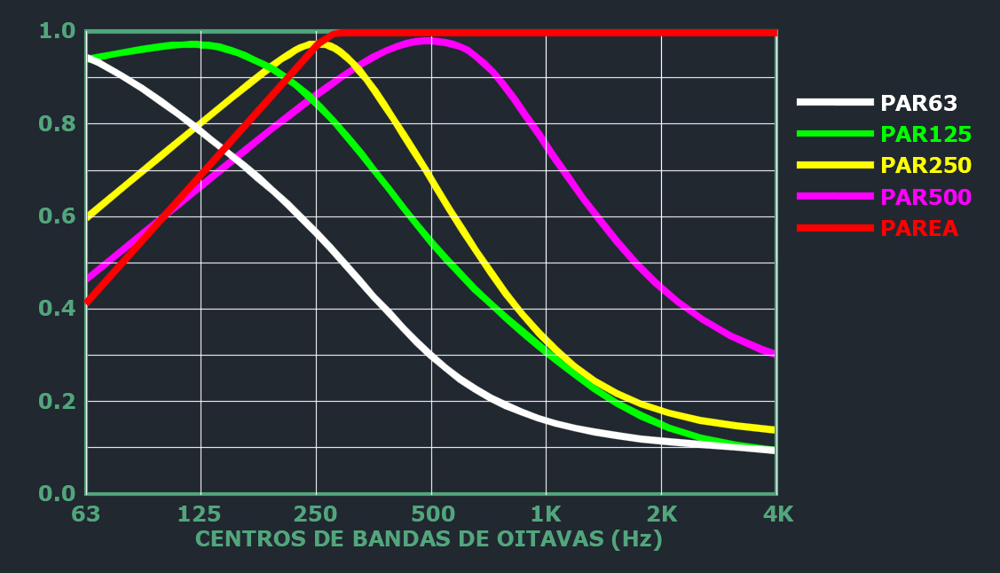 1.0
0.8
0.6
0.4
0.2
0.0
63 125 250 500 1K 2K 4K
CENTROS DE BANDAS DE OITAVAS (Hz)
PAR63
PAR125
PAR250
PAR500
PAREA